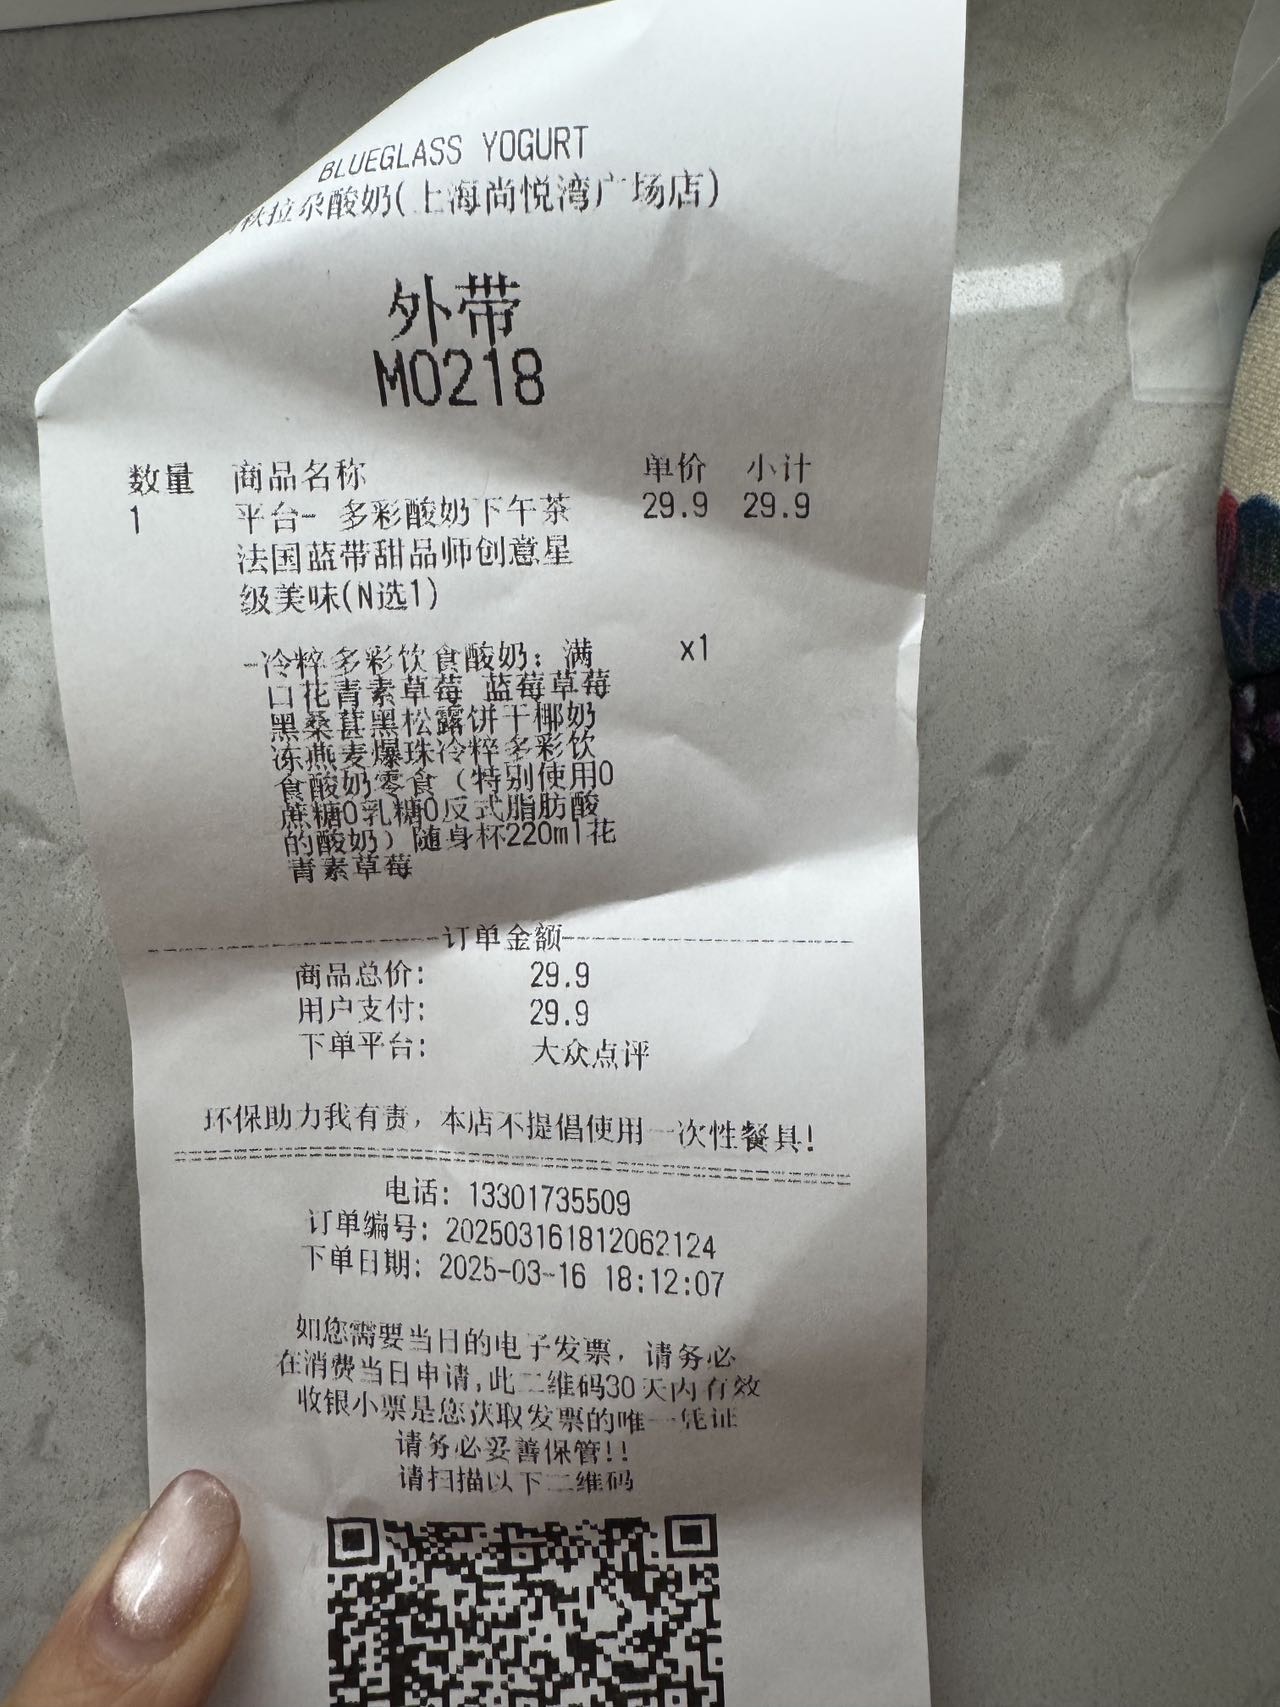 BLUEGLASS YOGURT
酸奶(上海尚悦湾广场店)
外带
M0218
数量 商品名称 单价 小计
1 平台- 多彩酸奶下午茶 29.9 29.9
法国蓝带甜品师创意星
级美味(N选1)
-冷粹多彩饮食酸奶：满 x1
口花青素草莓 蓝莓草莓
黑桑葚黑松露饼干椰奶
冻燕麦爆珠冷粹多彩饮
食酸奶零食（特别使用0
蔗糖0乳糖0反式脂肪酸
的酸奶）随身杯220ml花
青素草莓
订单金额
商品总价: 29.9
用户支付: 29.9
下单平台: 大众点评
环保助力我有责，本店不提倡使用一次性餐具!
电话: 13301735509
订单编号: 202503161812062124
下单日期: 2025-03-16 18:12:07
如您需要当日的电子发票，请务必
在消费当日申请,此二维码30天内有效
收银小票是您获取发票的唯一凭证
请务必妥善保管!!
请扫描以下二维码